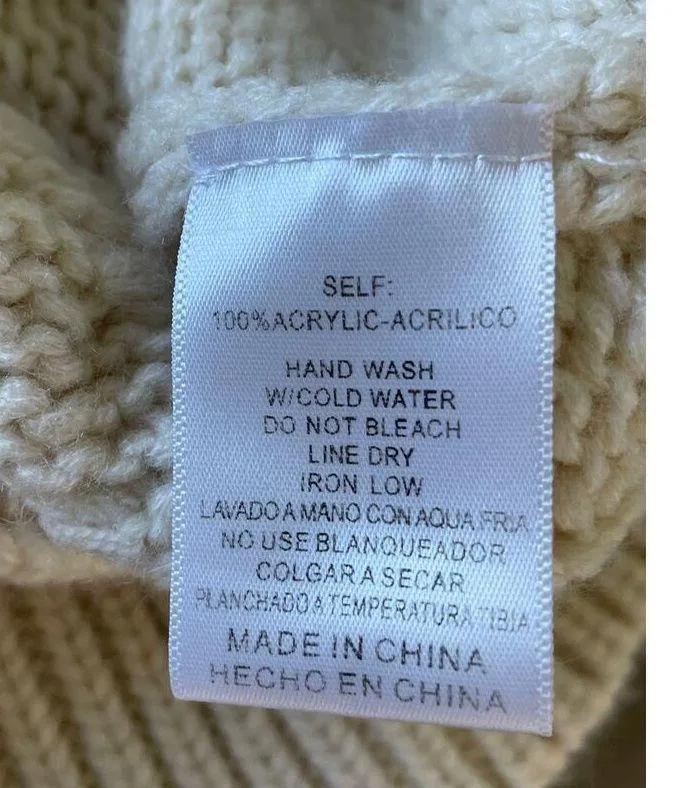 SELF:
100%ACRYLIC-ACRILICO
HAND WASH
W/COLD WATER
DO NOT BLEACH
LINE DRY
IRON LOW
LAVADO A MANO CON AQUA FRIA
NO USE BLANQUEADOR
COLGAR A SECAR
PLANCHADO A TEMPERATURA TIBIA
MADE IN CHINA
HECHO EN CHINA